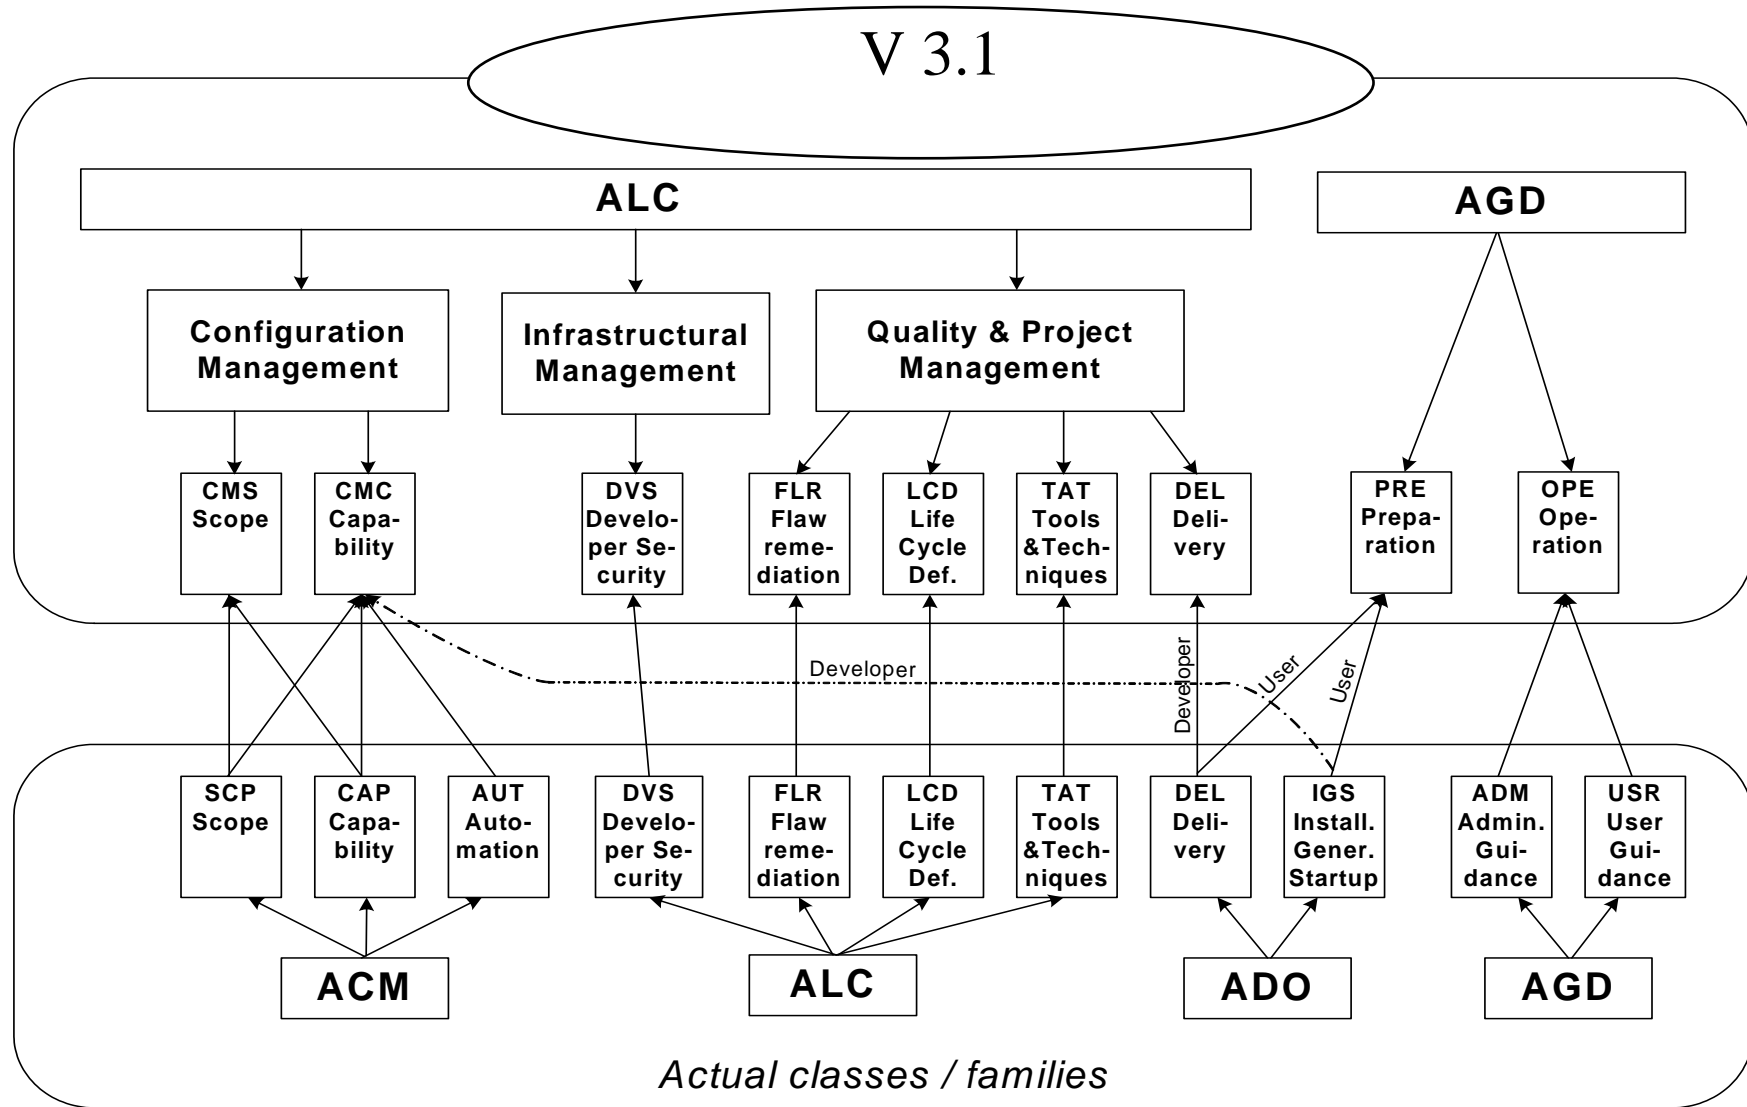 V 3.1
ALC
AGD
Configuration
Management
Infrastructural
Management
Quality & Project
Management
CMS
Scope
CMC
Capa-
bility
DVS
Develo-
per Se-
curity
FLR
Flaw
reme-
diation
LCD
Life
Cycle
Def.
TAT
Tools
&Tech-
niques
DEL
Deli-
very
PRE
Prepa-
ration
OPE
Ope-
ration
Developer
Developer
User
User
SCP
Scope
CAP
Capa-
bility
AUT
Auto-
mation
DVS
Develo-
per Se-
curity
FLR
Flaw
reme-
diation
LCD
Life
Cycle
Def.
TAT
Tools
&Tech-
niques
DEL
Deli-
very
IGS
Install.
Gener.
Startup
ADM
Admin.
Gui-
dance
USR
User
Gui-
dance
ACM
ALC
ADO
AGD
Actual classes / families